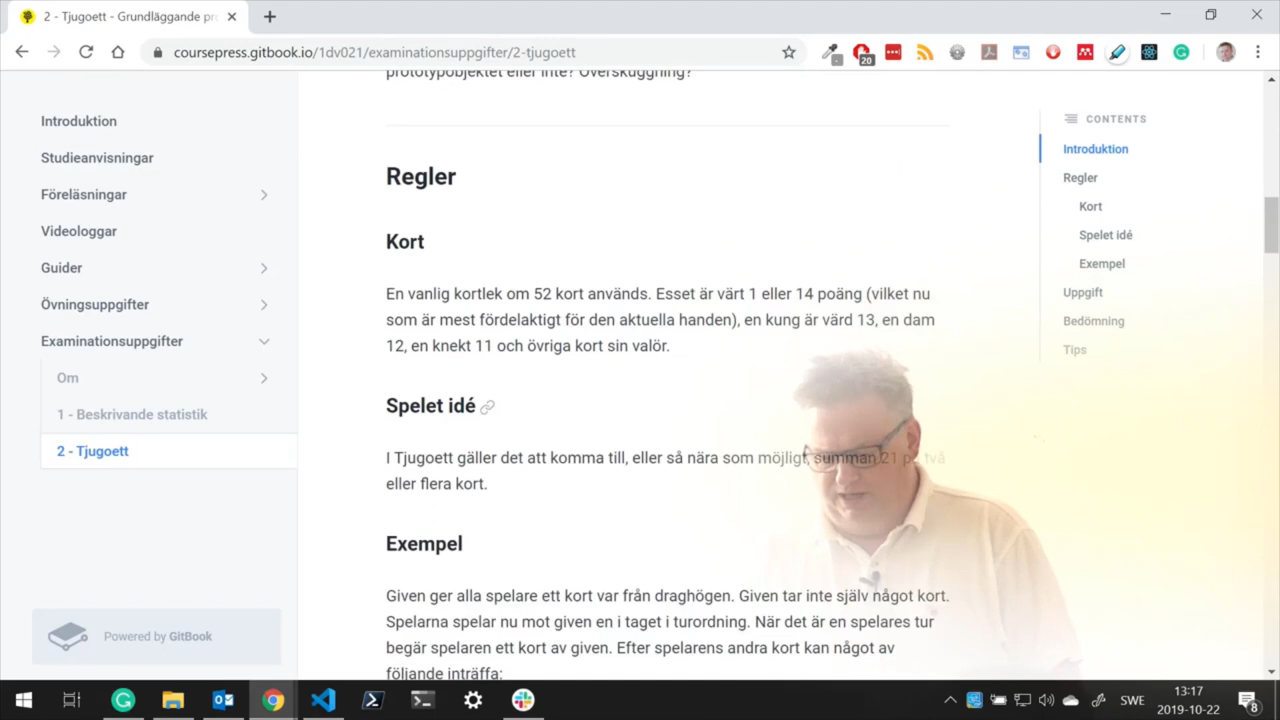 2 - Tjugoett - Grundläggande pro
coursepress.gitbook.io/1dv021/examinationsuppgifter/2-tjugoett
20
prototypobjektet eller inte? Överskuggning?
Introduktion
Studieanvisningar
Föreläsningar
Videologgar
Guider
Övningsuppgifter
Examinationsuppgifter
Om
1 - Beskrivande statistik
2 - Tjugoett
Powered by GitBook
Regler
Kort
En vanlig kortlek om 52 kort används. Esset är värt 1 eller 14 poäng (vilket nu
som är mest fördelaktigt för den aktuella handen), en kung är värd 13, en dam
12, en knekt 11 och övriga kort sin valör.
Spelet idé
I Tjugoett gäller det att komma till, eller så nära som möjligt, summan 21 på två
eller flera kort.
Exempel
Given ger alla spelare ett kort var från draghögen. Given tar inte själv något kort.
Spelarna spelar nu mot given en i taget i turordning. När det är en spelares tur
begär spelaren ett kort av given. Efter spelarens andra kort kan något av
följande inträffa:
CONTENTS
Introduktion
Regler
Kort
Spelet idé
Exempel
Uppgift
Bedömning
Tips
SWE
13:17
2019-10-22
8